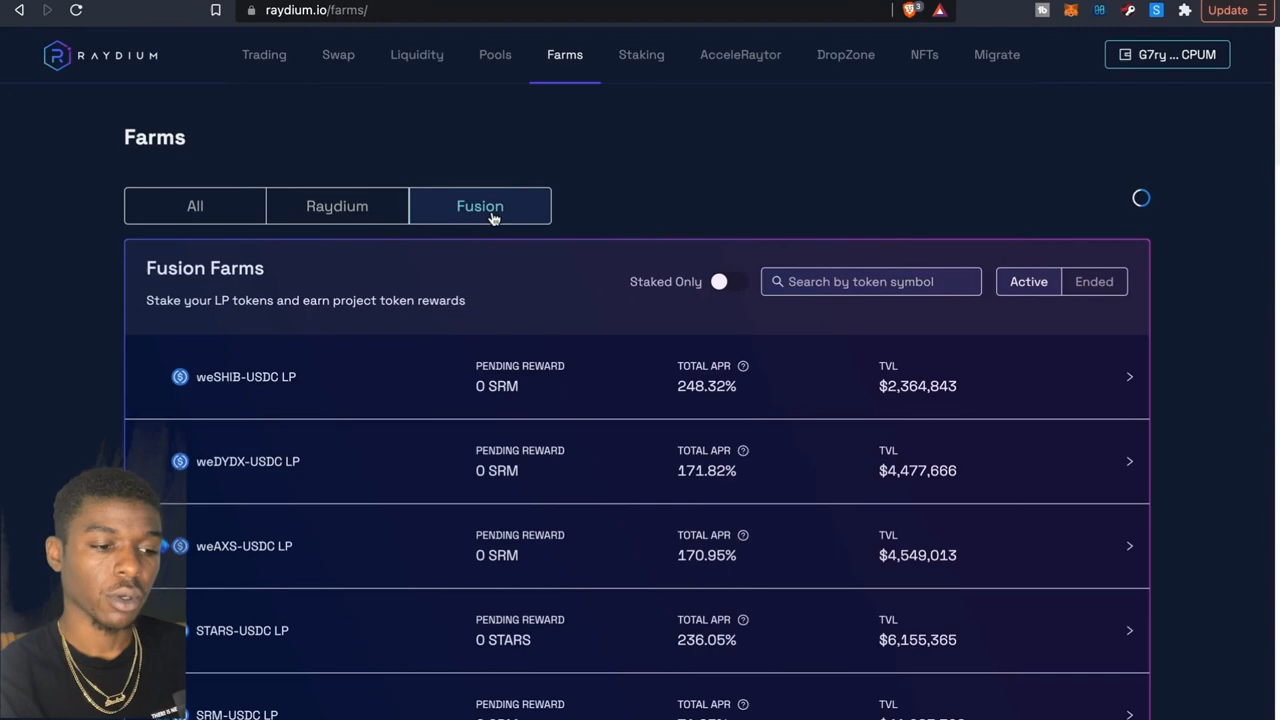 raydium.io/farms/
3
S
Update
RAYDIUM
Trading
Swap
Liquidity
Pools
Farms
Staking
AcceleRaytor
DropZone
NFTs
Migrate
G7ry ... CPUM
Farms
All
Raydium
Fusion
Fusion Farms
Stake your LP tokens and earn project token rewards
Staked Only
Search by token symbol
Active
Ended
weSHIB-USDC LP
PENDING REWARD
0 SRM
TOTAL APR
248.32%
TVL
$2,364,843
weDYDX-USDC LP
PENDING REWARD
0 SRM
TOTAL APR
171.82%
TVL
$4,477,666
weAXS-USDC LP
PENDING REWARD
0 SRM
TOTAL APR
170.95%
TVL
$4,549,013
STARS-USDC LP
PENDING REWARD
0 STARS
TOTAL APR
236.05%
TVL
$6,155,365
SRM-USDC LP
PENDING REWARD
TOTAL APR
TVL
THERE IS NO